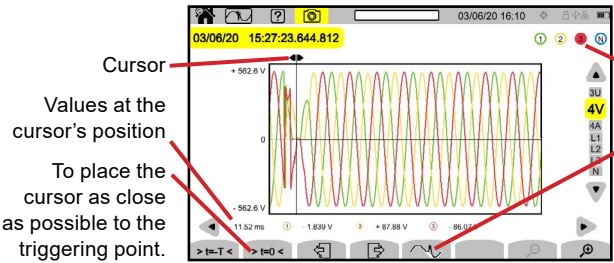 ?
03/06/20 16:10
03/06/20 15:27:23.644.812
1 2 3 N
Cursor
+ 562.6 V
3U
4V
4A
L1
L2
L3
N
Values at the
cursor's position
0
To place the
cursor as close
as possible to the
triggering point.
- 562.6 V
11.52 ms 1 - 1.839 V 2 + 87.88 V 3 - 86.07 V
> t=-T < > t=0 <